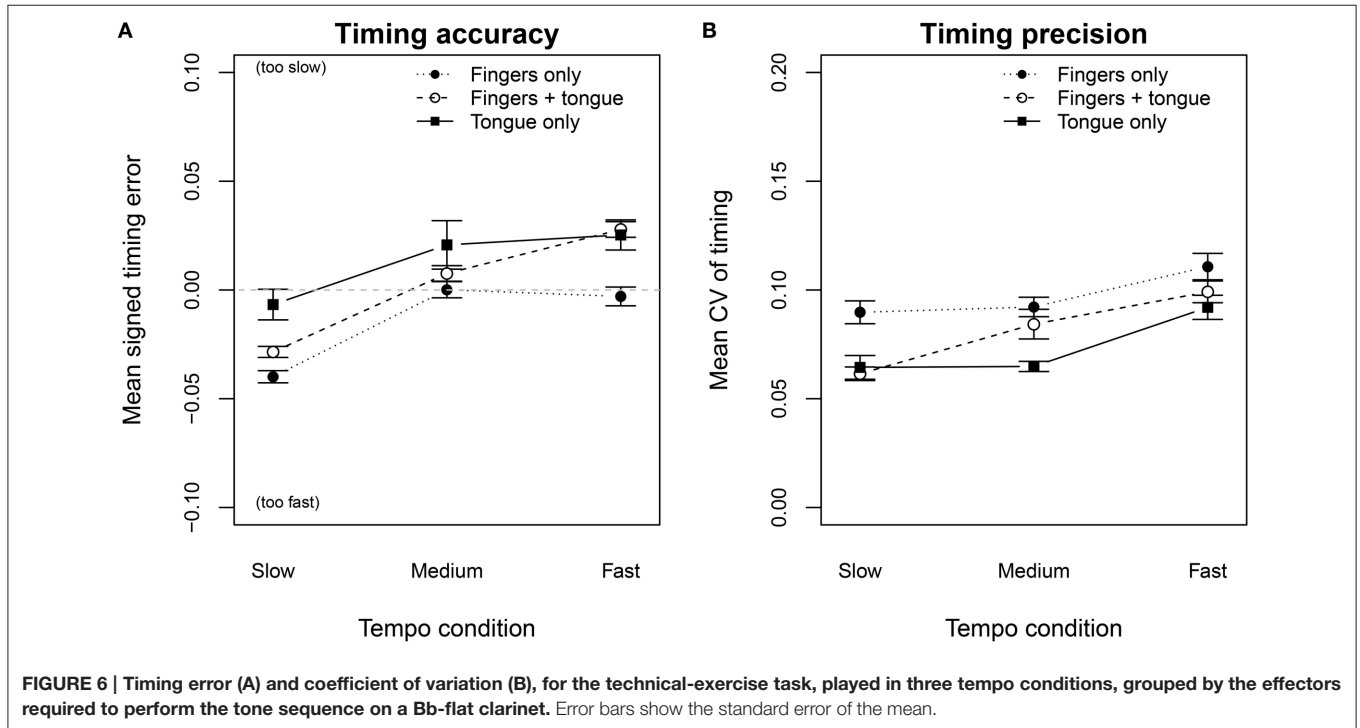 A
Timing accuracy
(too slow)
Fingers only
Fingers + tongue
Tongue only
Mean signed timing error
0.10
0.05
0.00
−0.05
−0.10
(too fast)
Slow Medium Fast
Tempo condition
B
Timing precision
Fingers only
Fingers + tongue
Tongue only
Mean CV of timing
0.20
0.15
0.10
0.05
0.00
Slow Medium Fast
Tempo condition
FIGURE 6 | Timing error (A) and coefficient of variation (B), for the technical-exercise task, played in three tempo conditions, grouped by the effectors
required to perform the tone sequence on a Bb-flat clarinet. Error bars show the standard error of the mean.